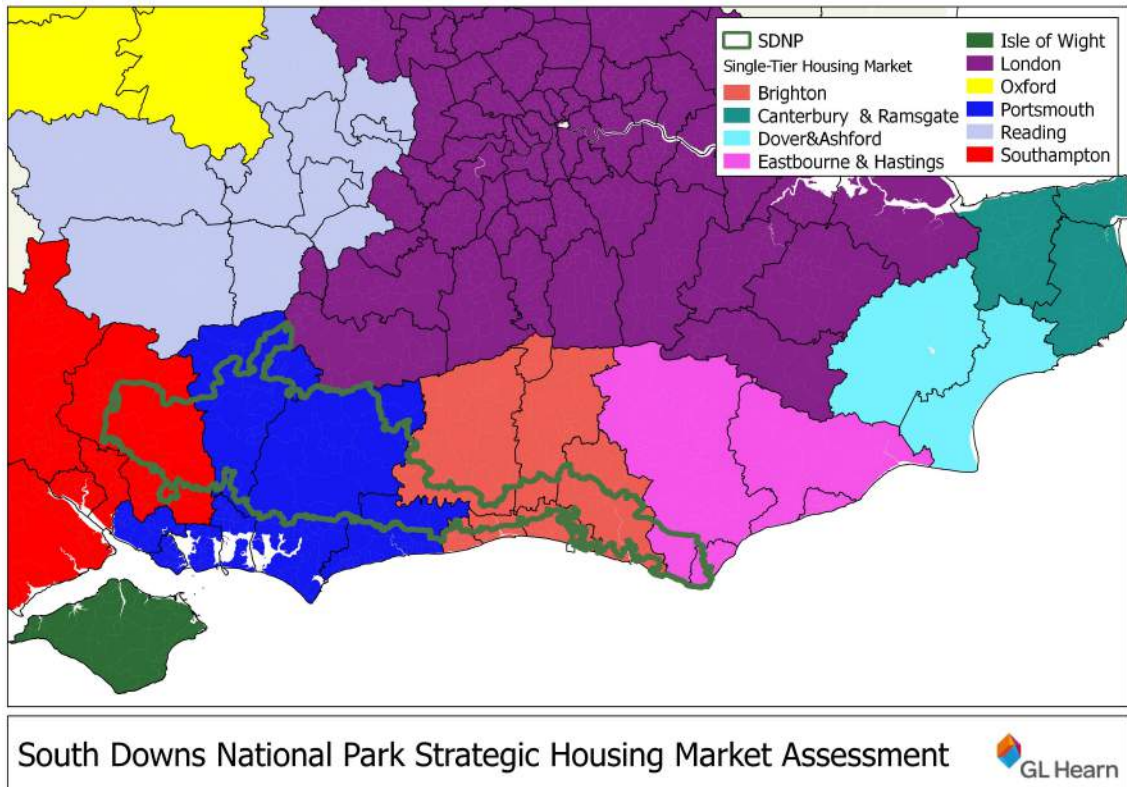 SDNP
Single-Tier Housing Market
Brighton
Canterbury & Ramsgate
Dover&Ashford
Eastbourne & Hastings
Isle of Wight
London
Oxford
Portsmouth
Reading
Southampton
South Downs National Park Strategic Housing Market Assessment
GL Hearn